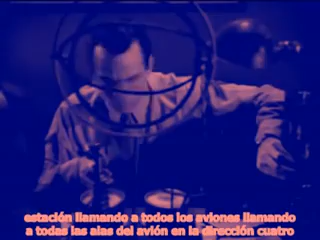 estación llamando a todos los aviones llamando
a todas las alas del avión en la dirección cuatro